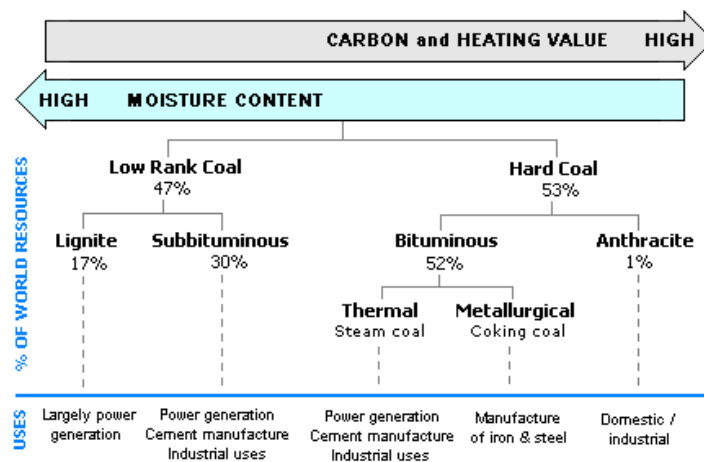 CARBON and HEATING VALUE HIGH
HIGH MOISTURE CONTENT
% OF WORLD RESOURCES
Low Rank Coal
47%
Hard Coal
53%
Lignite
17%
Subbituminous
30%
Bituminous
52%
Anthracite
1%
Thermal
Steam coal
Metallurgical
Coking coal
USES
Largely power
generation
Power generation
Cement manufacture
Industrial uses
Power generation
Cement manufacture
Industrial uses
Manufacture
of iron & steel
Domestic /
industrial